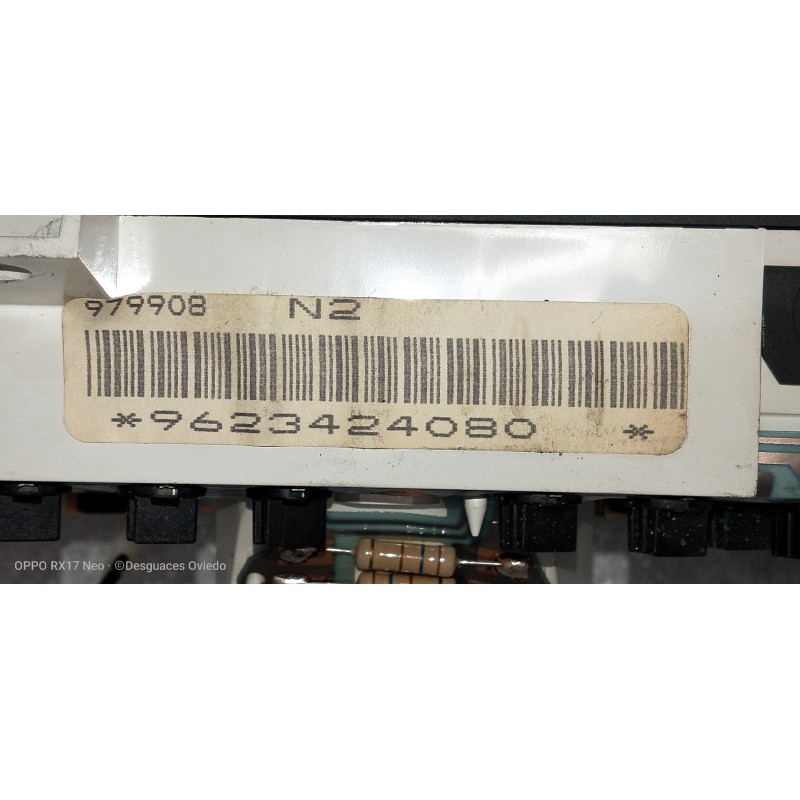 979908 N2
*9623424080 *
OPPO RX17 Neo · ©Desguaces Oviedo